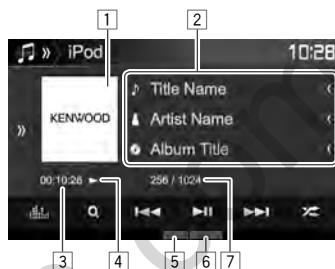 1
2
iPod
10:28
KENWOOD
Title Name
Artist Name
Album Title
00:10:26
256 / 1024
3
4
5
6
7